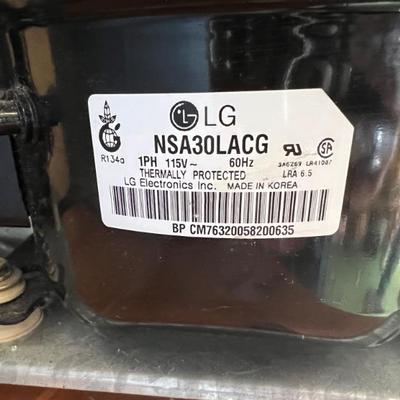 LG
NSA30LACG
R134a
1PH 115V~ 60Hz
THERMALLY PROTECTED LRA 6.5
LG Electronics Inc. MADE IN KOREA
BP CM76320058200635